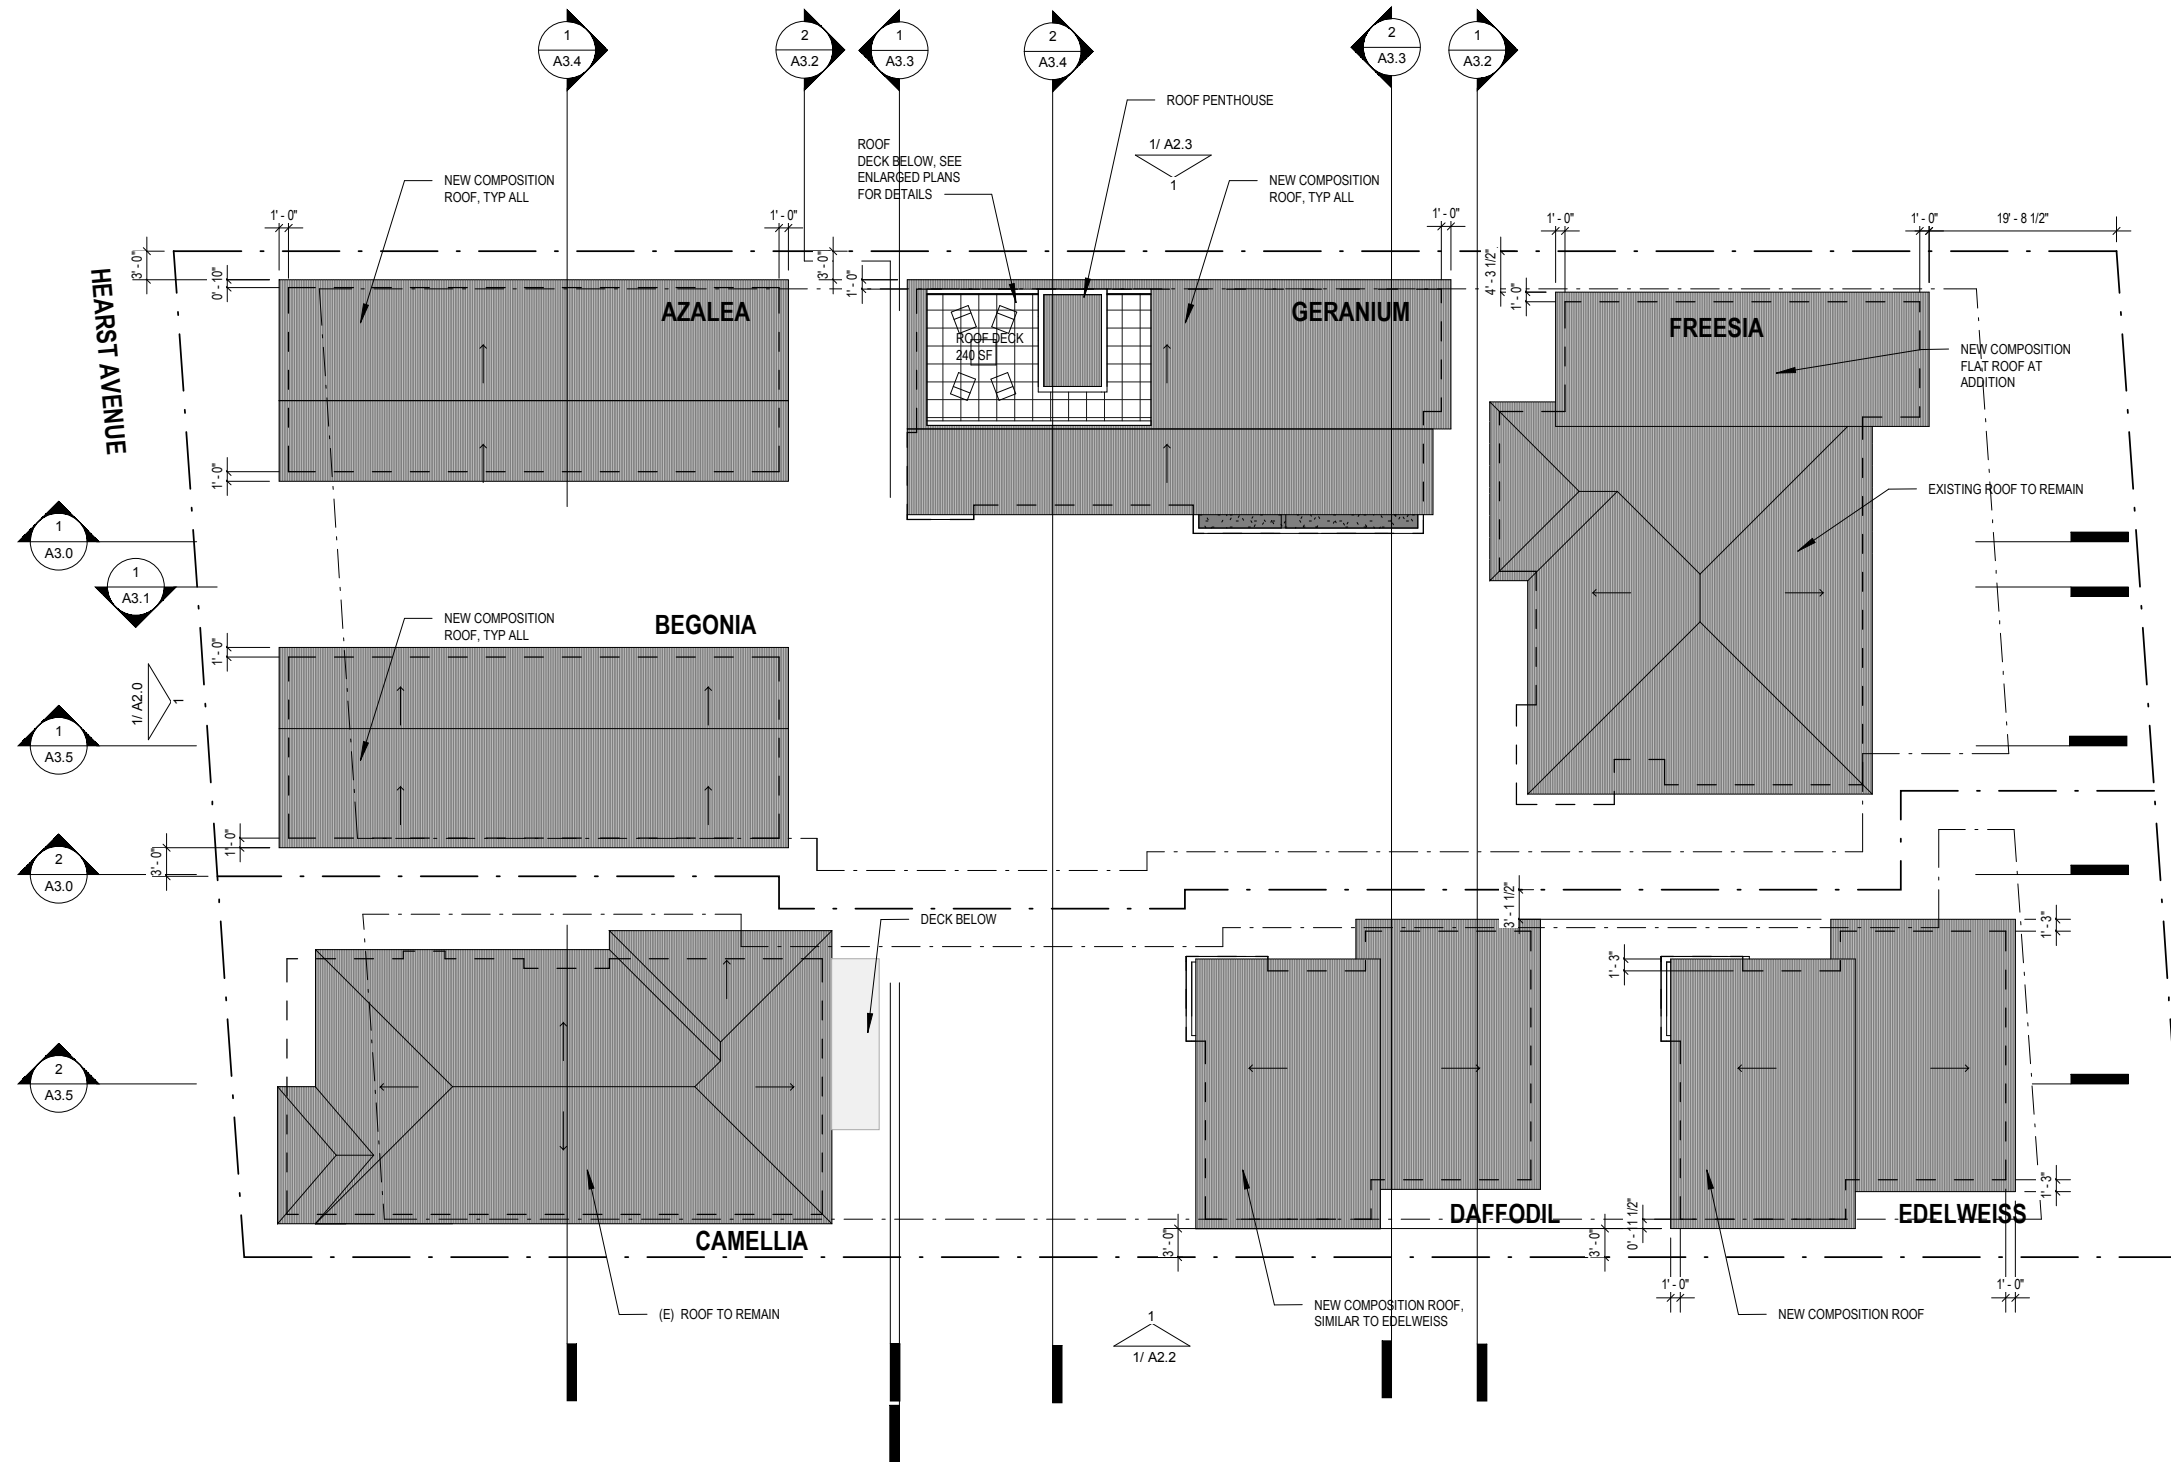 1
A3.4
2
A3.2
1
A3.3
2
A3.4
2
A3.3
1
A3.2
ROOF PENTHOUSE
1/ A2.3
1
ROOF
DECK BELOW, SEE
ENLARGED PLANS
FOR DETAILS
NEW COMPOSITION
ROOF, TYP ALL
NEW COMPOSITION
ROOF, TYP ALL
1' - 0"
1' - 0"
1' - 0"
1' - 0"
1' - 0"
19' - 8 1/2"
3' - 0"
0' - 10"
3' - 0"
1' - 0"
4' - 3 1/2"
1' - 0"
HEARST AVENUE
AZALEA
GERANIUM
FREESIA
ROOF DECK
240 SF
NEW COMPOSITION
FLAT ROOF AT
ADDITION
1' - 0"
EXISTING ROOF TO REMAIN
1
A3.0
1
A3.1
NEW COMPOSITION
ROOF, TYP ALL
BEGONIA
1' - 0"
1/ A2.0
1
1
A3.5
1' - 0"
3' - 0"
2
A3.0
DECK BELOW
3' - 1 1/2"
1' - 3"
1' - 3"
2
A3.5
1' - 3"
CAMELLIA
DAFFODIL
EDELWEISS
3' - 0"
3' - 0"
0' - 11 1/2"
1' - 0"
1' - 0"
(E) ROOF TO REMAIN
NEW COMPOSITION ROOF,
SIMILAR TO EDELWEISS
NEW COMPOSITION ROOF
1
1/ A2.2